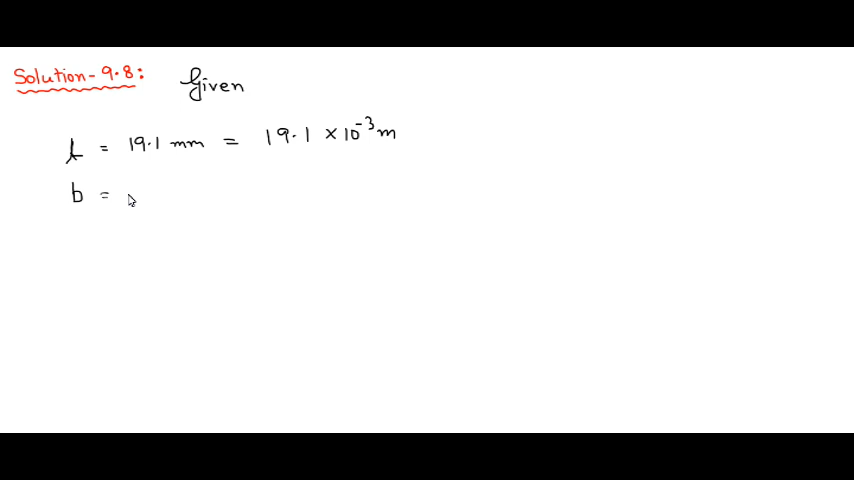 Solution-9.8: Given
l = 19.1 mm = 19.1 × 10⁻³ m
b =